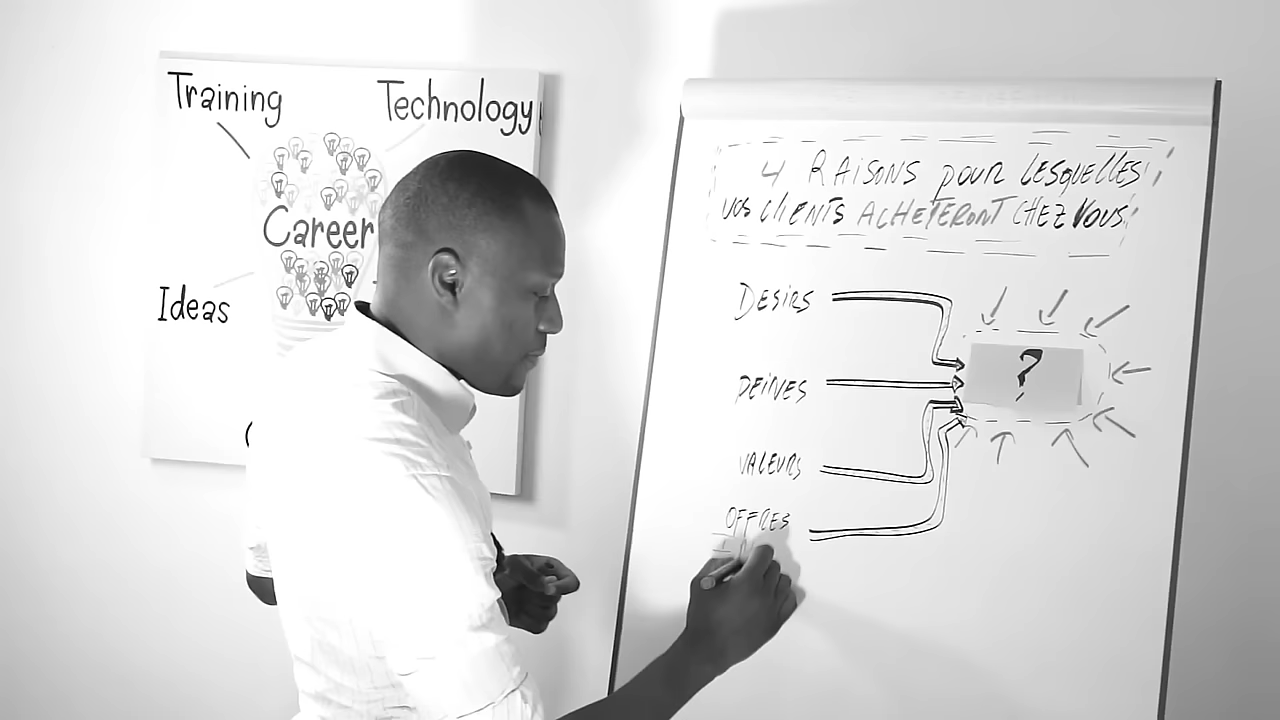 Training
Technology
Career
Ideas
4 RAISONS POUR LESQUELLES
VOS CLIENTS ACHETERONT CHEZ VOUS!
DESIRS
PEINES
VALEURS
OFFRES
?